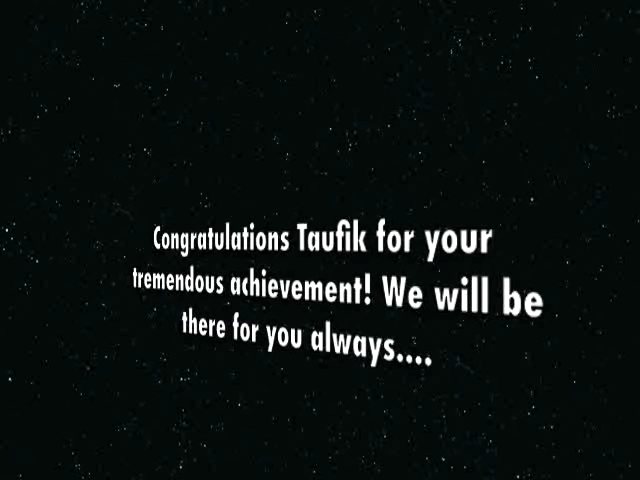 Congratulations Taufik for your
tremendous achievement! We will be
there for you always....